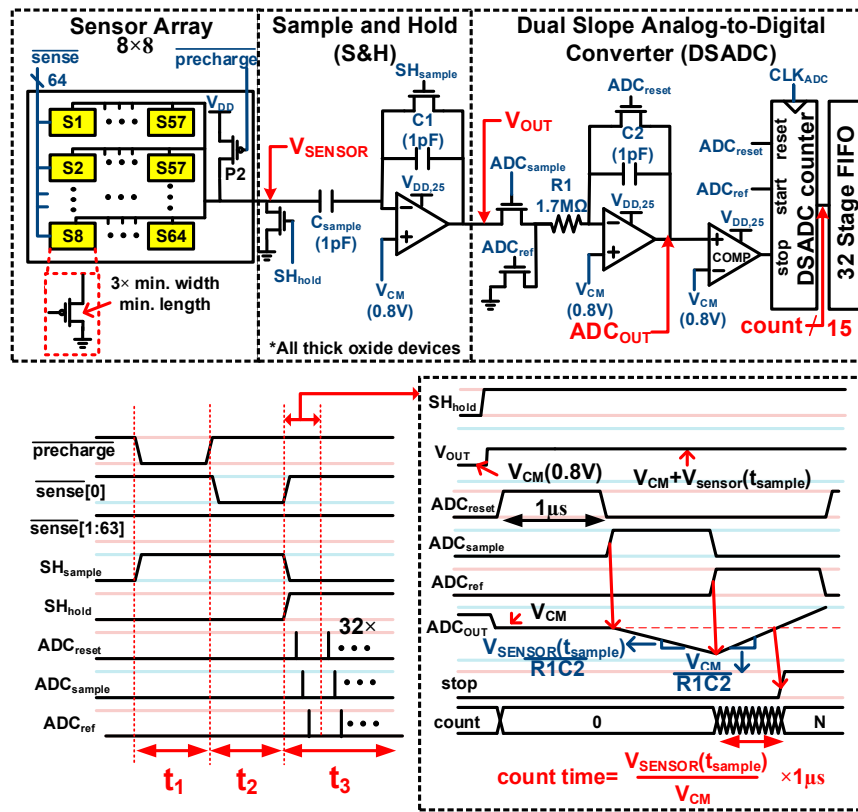 Sensor Array
8×8
sense
64
precharge
VDD
S1
S57
S2
S57
P2
S8
S64
3× min. width
min. length
Sample and Hold
(S&H)
SHsample
C1
(1pF)
VSENSOR
VDD,25
Csample
(1pF)
SHhold
VCM
(0.8V)
*All thick oxide devices
Dual Slope Analog-to-Digital
Converter (DSADC)
VOUT
ADCreset
C2
(1pF)
ADCsample
R1
1.7MΩ
VDD,25
ADCref
VCM
(0.8V)
ADCOUT
VDD,25
COMP
VCM
(0.8V)
CLKADC
ADCreset
ADCref
reset
start
stop
DSADC counter
32 Stage FIFO
count
15
precharge
sense[0]
sense[1:63]
SHsample
SHhold
ADCreset
32×
ADCsample
ADCref
t1
t2
t3
SHhold
VOUT
VCM(0.8V)
VCM+Vsensor(tsample)
ADCreset
1μs
ADCsample
ADCref
ADCOUT
VCM
VSENSOR(tsample)
R1C2
VCM
R1C2
stop
count
0
N
count time= VSENSOR(tsample) ×1μs
VCM